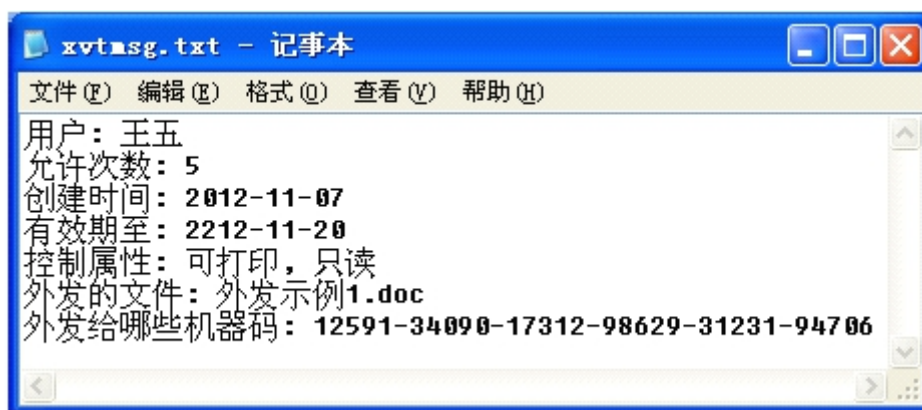 xvtmsg.txt - 记事本
文件(F) 编辑(E) 格式(O) 查看(V) 帮助(H)
用户: 王五
允许次数: 5
创建时间: 2012-11-07
有效期至: 2212-11-20
控制属性: 可打印, 只读
外发的文件: 外发示例1.doc
外发给哪些机器码: 12591-34090-17312-98629-31231-94706